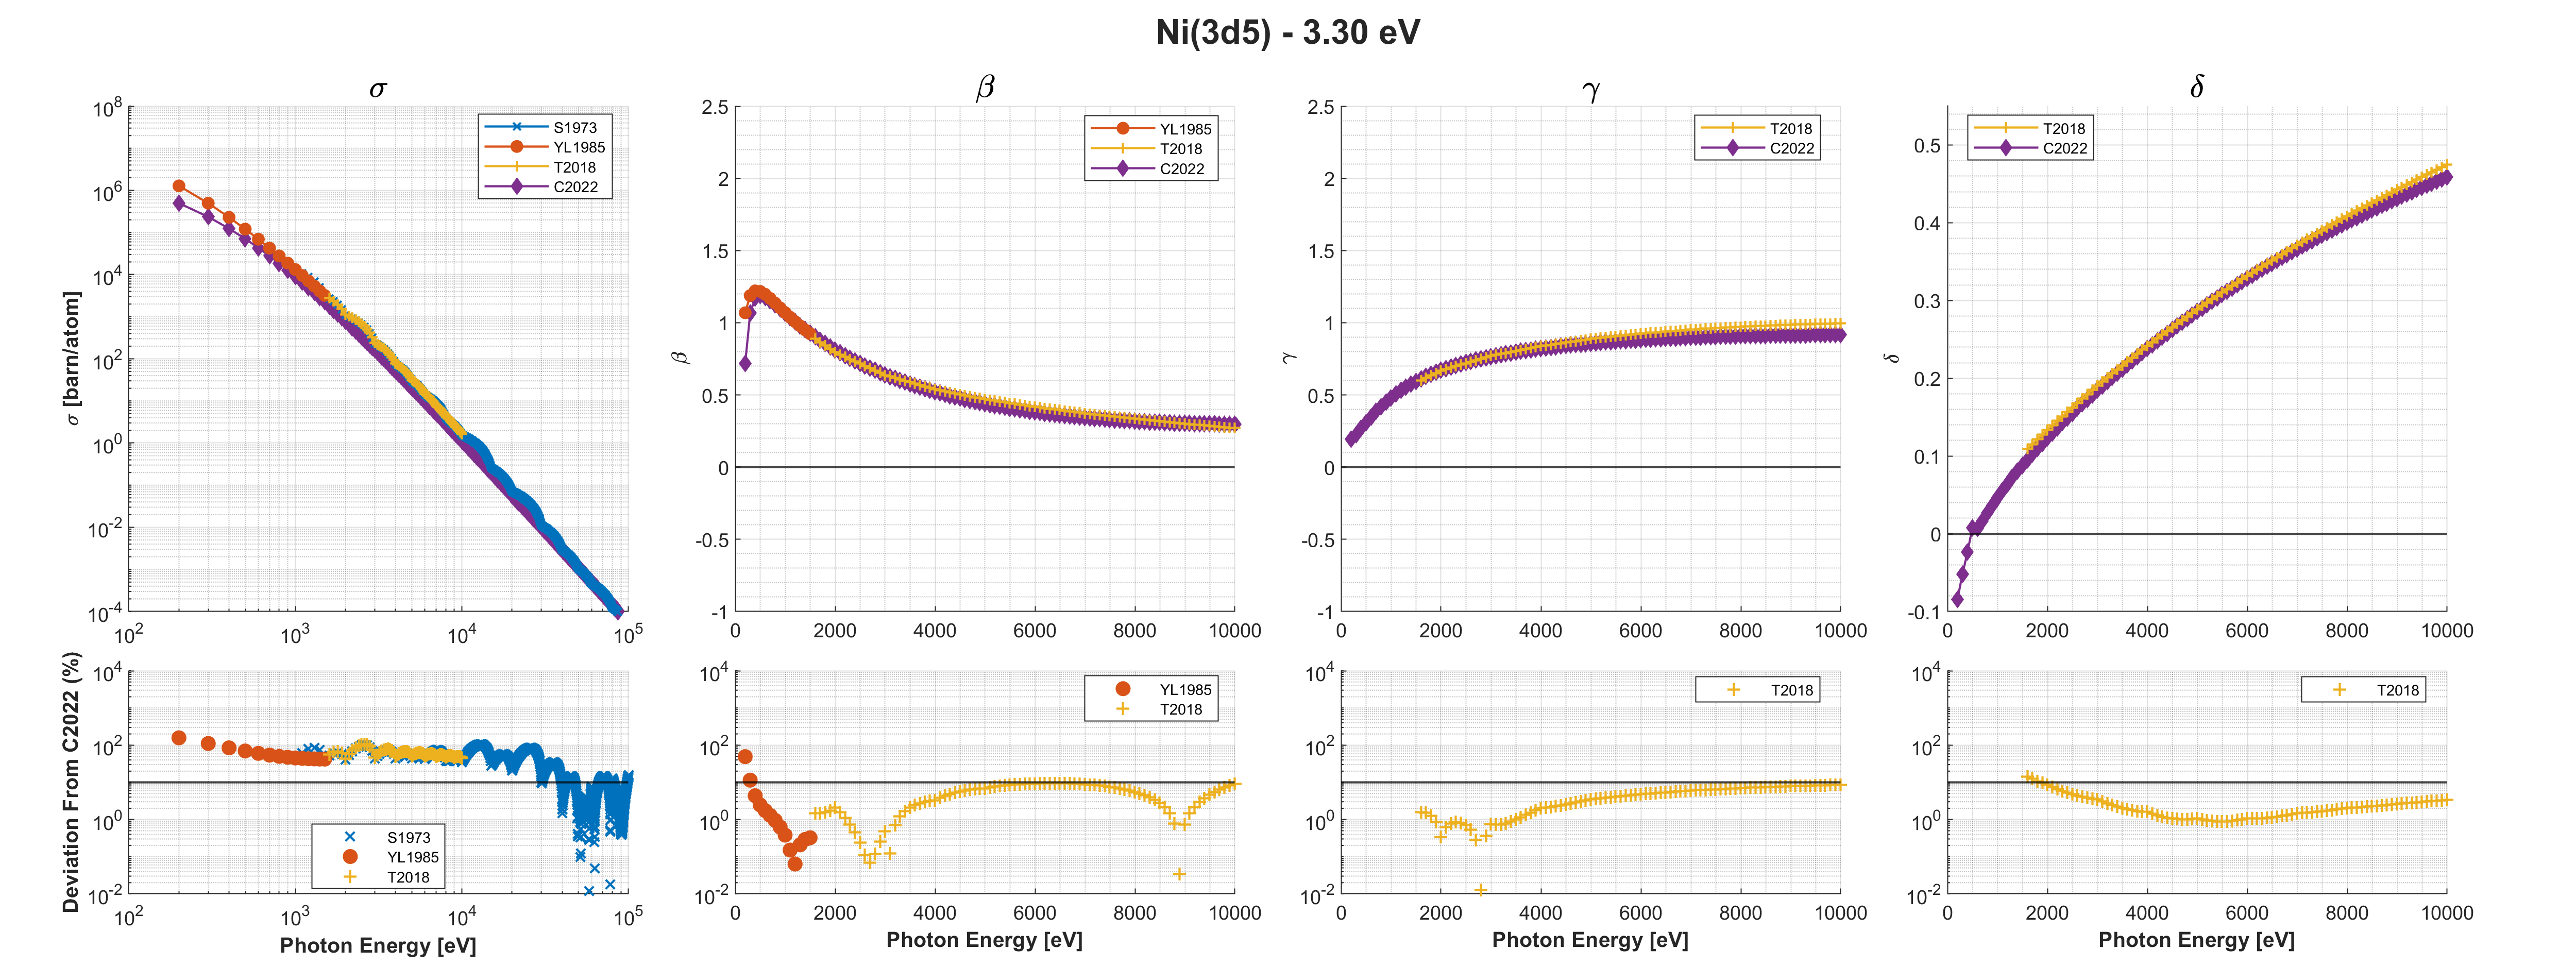 Ni(3d5) - 3.30 eV
σ
σ [barn/atom]
10^8
10^6
10^4
10^2
10^0
10^-2
10^-4
10^2
10^3
10^4
10^5
S1973
YL1985
T2018
C2022
β
β
2.5
2
1.5
1
0.5
0
-0.5
-1
0
2000
4000
6000
8000
10000
YL1985
T2018
C2022
γ
γ
2.5
2
1.5
1
0.5
0
-0.5
-1
0
2000
4000
6000
8000
10000
T2018
C2022
δ
δ
0.5
0.4
0.3
0.2
0.1
0
-0.1
0
2000
4000
6000
8000
10000
T2018
C2022
Deviation From C2022 (%)
10^4
10^2
10^0
10^-2
10^2
10^3
10^4
10^5
S1973
YL1985
T2018
Photon Energy [eV]
10^4
10^2
10^0
10^-2
0
2000
4000
6000
8000
10000
YL1985
T2018
Photon Energy [eV]
10^4
10^2
10^0
10^-2
0
2000
4000
6000
8000
10000
T2018
Photon Energy [eV]
10^4
10^2
10^0
10^-2
0
2000
4000
6000
8000
10000
T2018
Photon Energy [eV]